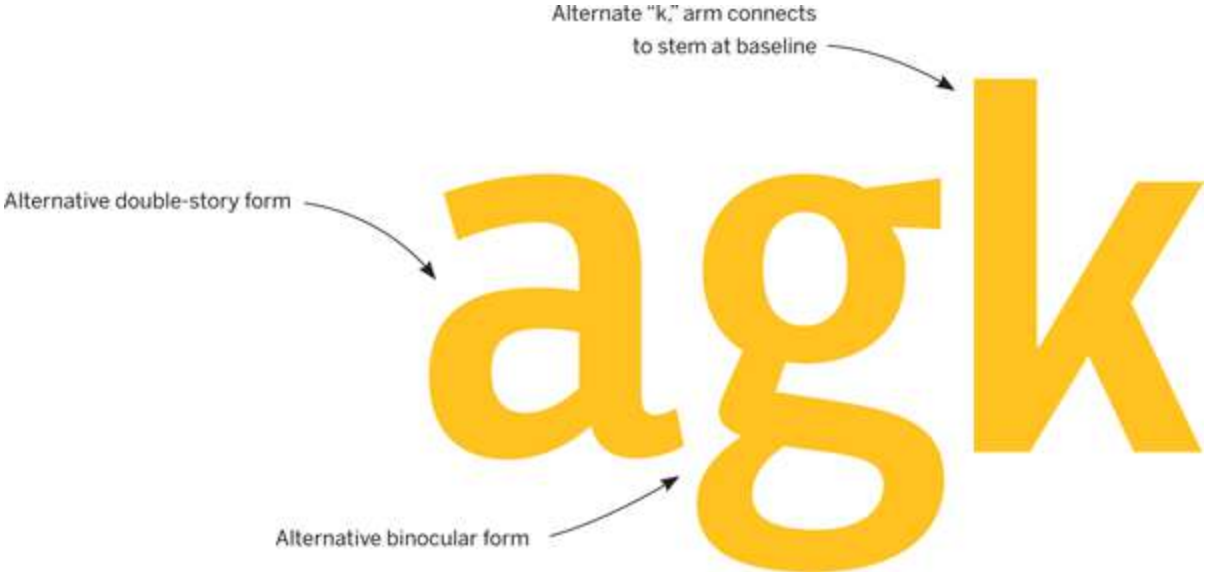 Alternate “k,” arm connects
to stem at baseline
Alternative double-story form
agk
Alternative binocular form